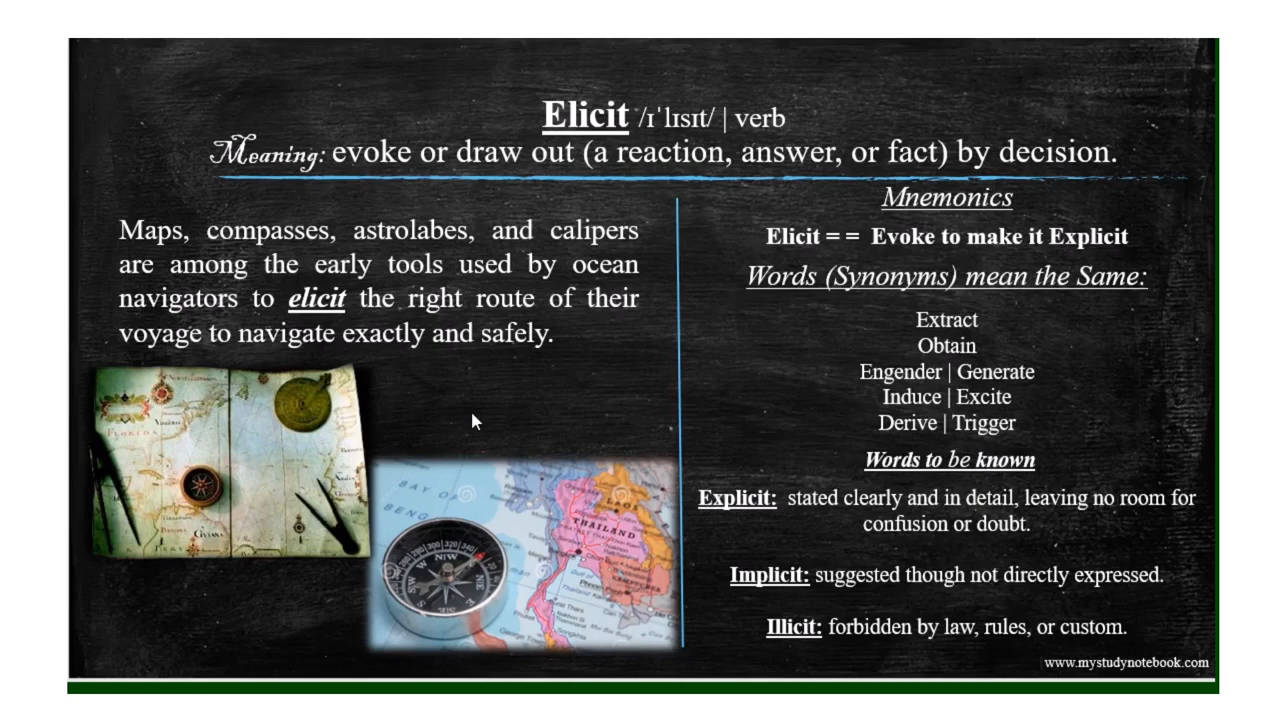 Elicit /ɪˈlɪsɪt/ | verb
Meaning: evoke or draw out (a reaction, answer, or fact) by decision.
Maps, compasses, astrolabes, and calipers
are among the early tools used by ocean
navigators to elicit the right route of their
voyage to navigate exactly and safely.
FLORIDA
BAY OF
BENG
LAOS
THAILAND
Mnemonics
Elicit = = Evoke to make it Explicit
Words (Synonyms) mean the Same:
Extract
Obtain
Engender | Generate
Induce | Excite
Derive | Trigger
Words to be known
Explicit: stated clearly and in detail, leaving no room for
confusion or doubt.
Implicit: suggested though not directly expressed.
Illicit: forbidden by law, rules, or custom.
www.mystudynotebook.com